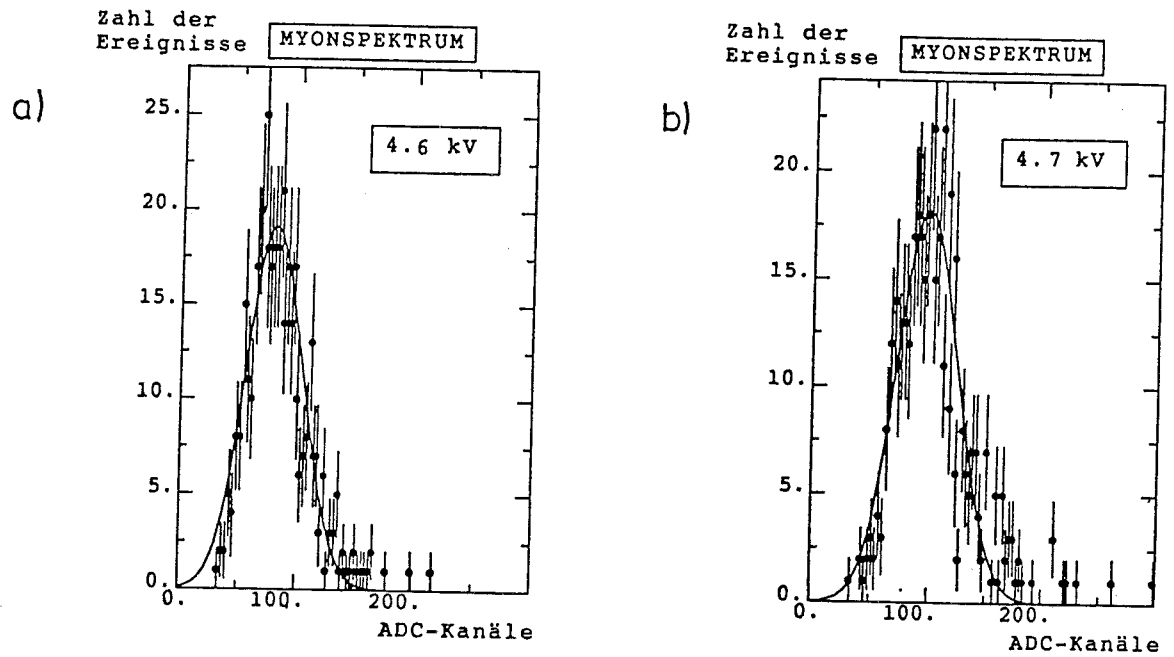 a)
Zahl der
Ereignisse
MYONSPEKTRUM
4.6 kV
25.
20.
15.
10.
5.
0.
0. 100. 200.
ADC-Kanäle
b)
Zahl der
Ereignisse
MYONSPEKTRUM
4.7 kV
20.
15.
10.
5.
0.
0. 100. 200.
ADC-Kanäle